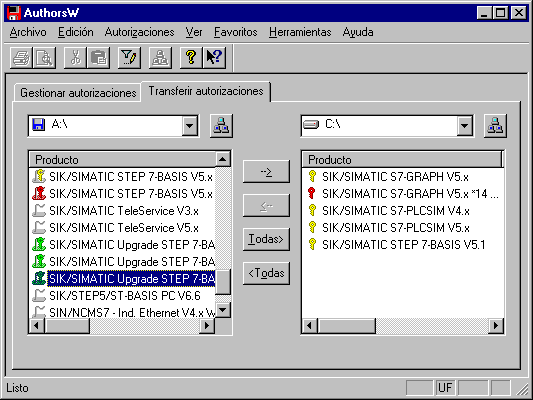 AuthorsW
Archivo Edición Autorizaciones Ver Favoritos Herramientas Ayuda
Gestionar autorizaciones Transferir autorizaciones
A:\ C:\
Producto
SIK/SIMATIC STEP 7-BASIS V5.x
SIK/SIMATIC STEP 7-BASIS V5.x
SIK/SIMATIC TeleService V3.x
SIK/SIMATIC TeleService V5.x
SIK/SIMATIC Upgrade STEP 7-BA
SIK/SIMATIC Upgrade STEP 7-BA
SIK/SIMATIC Upgrade STEP 7-BA
SIK/STEP5/ST-BASIS PC V6.6
SIN/NCMS7 - Ind. Ethernet V4.x W
-->
<--
Todas>
<Todas
Producto
SIK/SIMATIC S7-GRAPH V5.x
SIK/SIMATIC S7-GRAPH V5.x *14 ...
SIK/SIMATIC S7-PLCSIM V4.x
SIK/SIMATIC S7-PLCSIM V5.x
SIK/SIMATIC STEP 7-BASIS V5.1
Listo UF